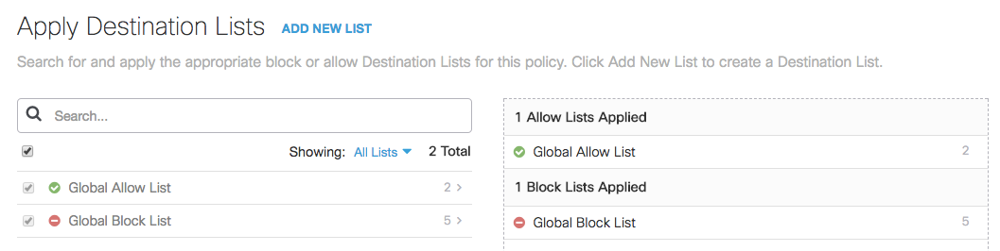 Apply Destination Lists ADD NEW LIST
Search for and apply the appropriate block or allow Destination Lists for this policy. Click Add New List to create a Destination List.
Search...
Showing: All Lists 2 Total
Global Allow List 2
Global Block List 5
1 Allow Lists Applied
Global Allow List 2
1 Block Lists Applied
Global Block List 5